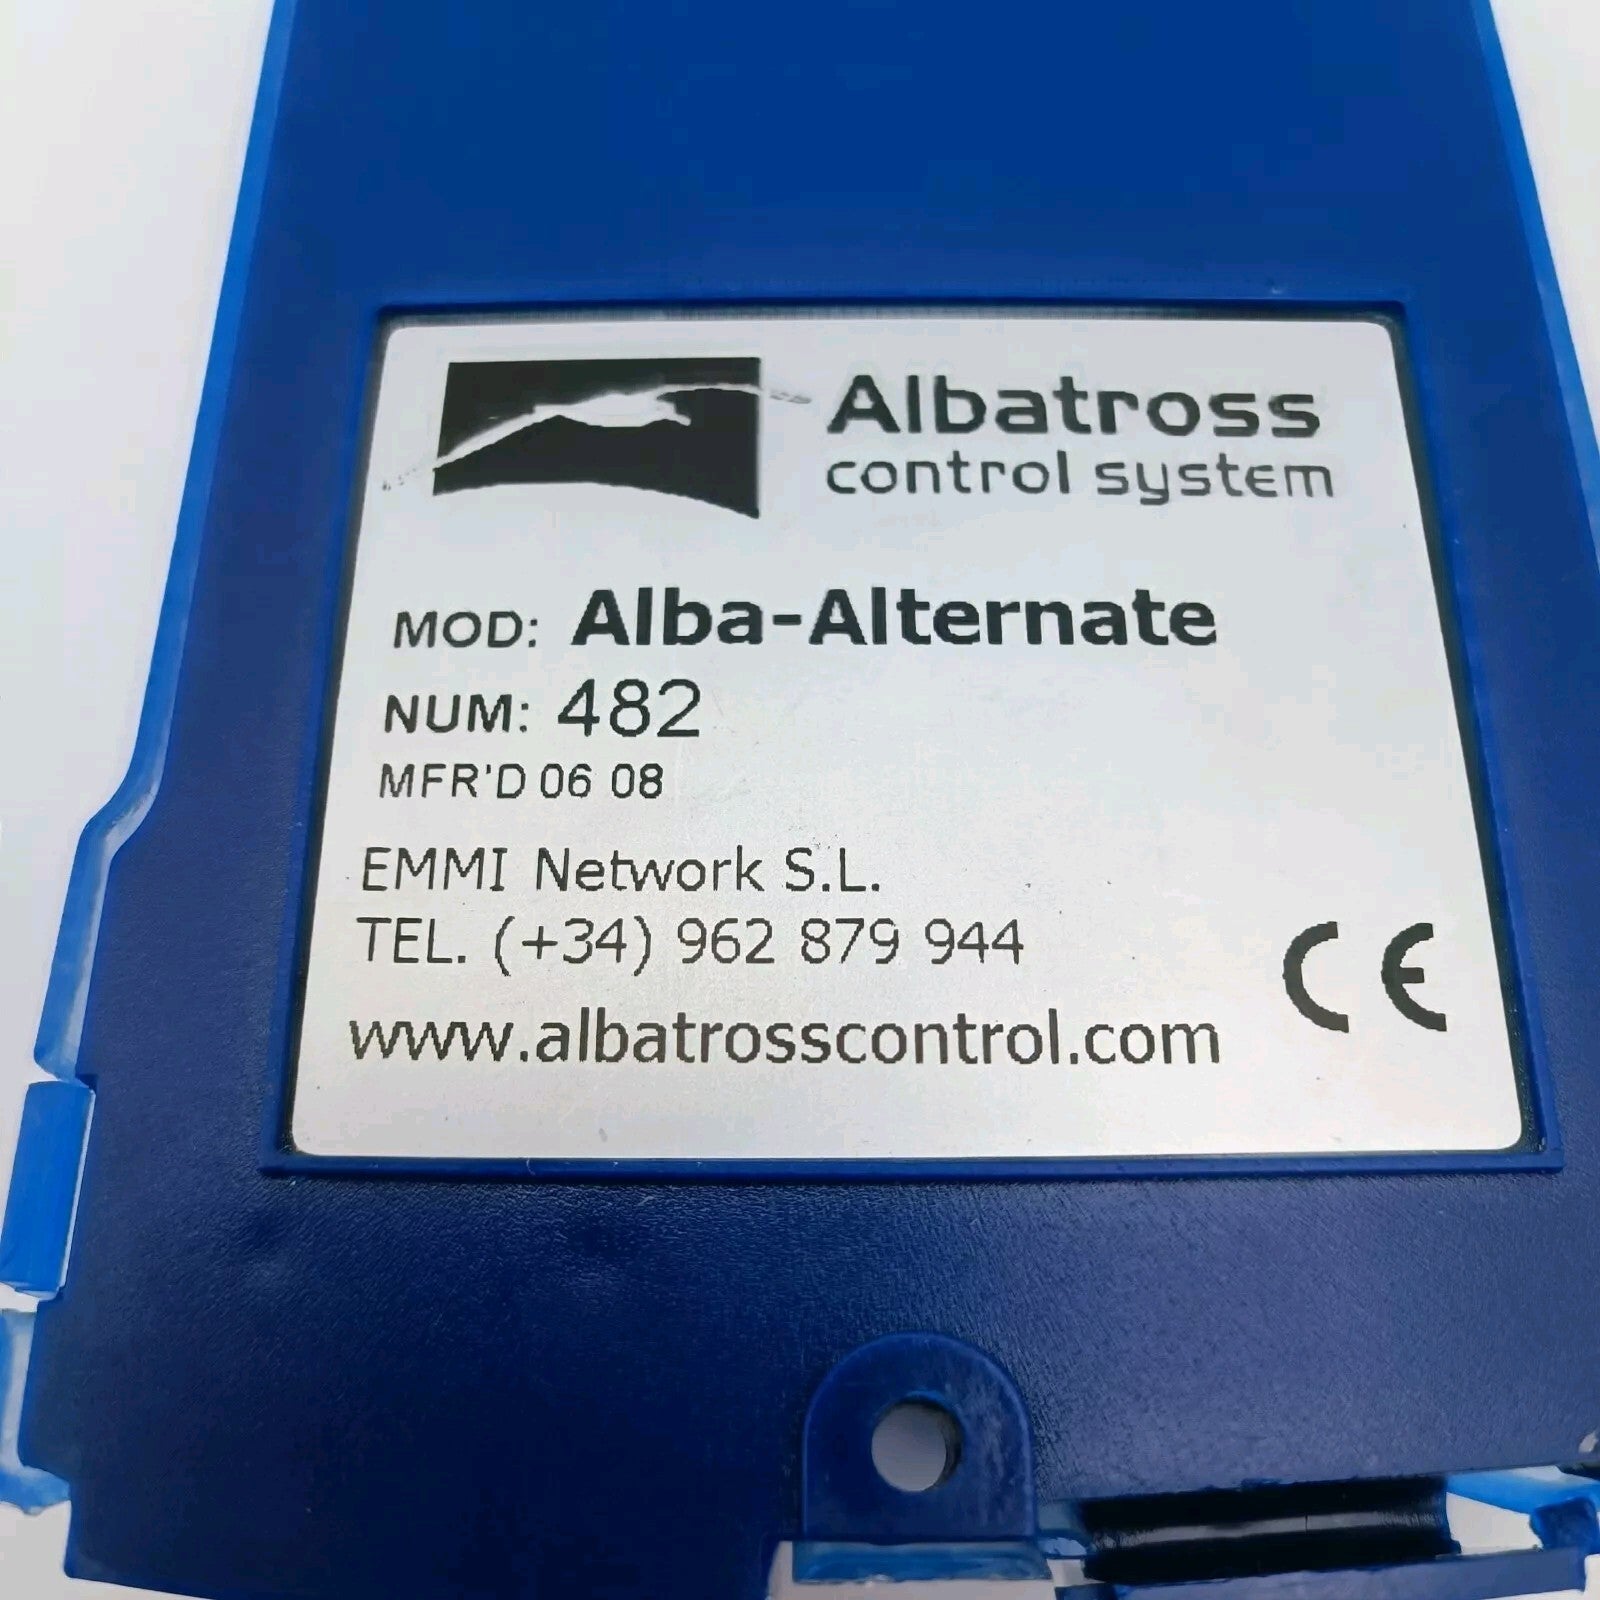 Albatross
control system
MOD: Alba-Alternate
NUM: 482
MFR'D 06 08
EMMI Network S.L.
TEL. (+34) 962 879 944
www.albatrosscontrol.com
CE